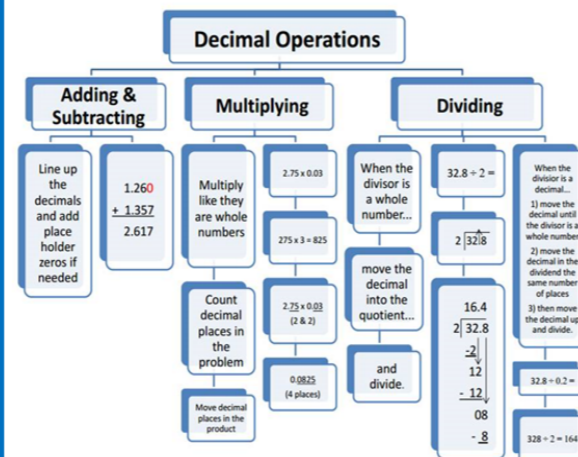 Decimal Operations
Adding &
Subtracting
Line up
the
decimals
and add
place
holder
zeros if
needed
1.260
+ 1.357
2.617
Multiplying
Multiply
like they
are whole
numbers
Count
decimal
places in
the
problem
Move decimal
places in the
product
2.75 x 0.03
275 x 3 = 825
2.75 x 0.03
(2 & 2)
0.0825
(4 places)
Dividing
When the
divisor is
a whole
number...
move the
decimal
into the
quotient...
and
divide.
32.8 ÷ 2 =
2 32.8
16.4
2 32.8
-2
12
- 12
08
- 8
When the
divisior is a
decimal...
1) move the
decimal until
the divisor is a
whole number
2) move the
decimal in the
dividend the
same number
of places
3) then move
the decimal up
and divide.
32.8 ÷ 0.2 =
328 ÷ 2 = 164